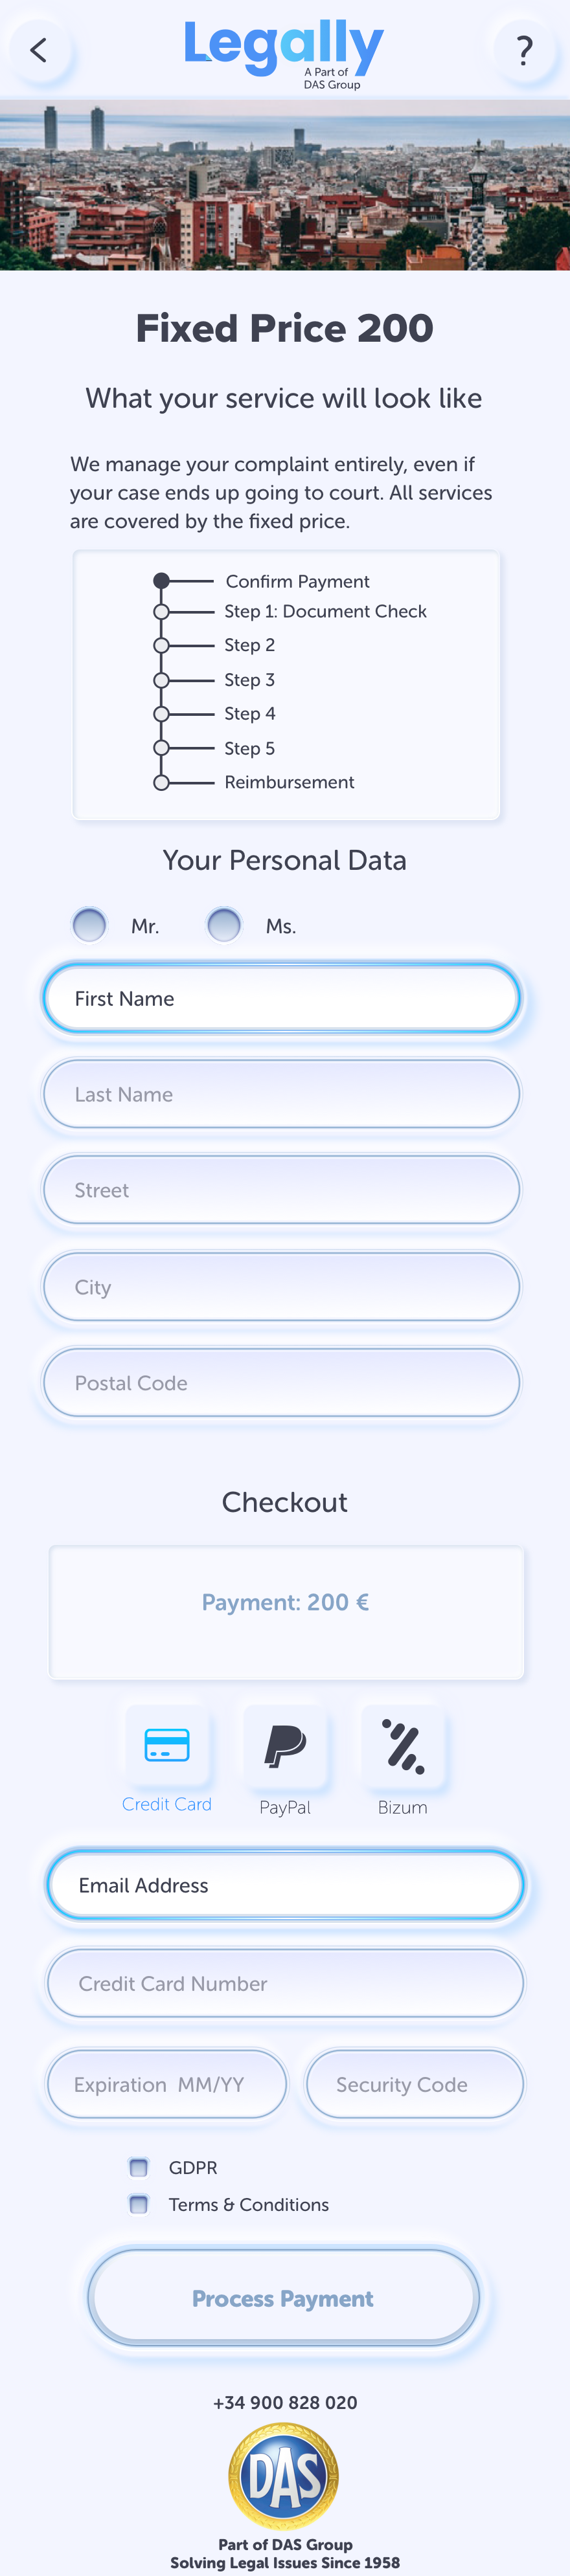 Legally
A Part of
DAS Group
?
Fixed Price 200
What your service will look like
We manage your complaint entirely, even if
your case ends up going to court. All services
are covered by the fixed price.
Confirm Payment
Step 1: Document Check
Step 2
Step 3
Step 4
Step 5
Reimbursement
Your Personal Data
Mr. Ms.
First Name
Last Name
Street
City
Postal Code
Checkout
Payment: 200 €
Credit Card PayPal Bizum
Email Address
Credit Card Number
Expiration MM/YY Security Code
GDPR
Terms & Conditions
Process Payment
+34 900 828 020
DAS
Part of DAS Group
Solving Legal Issues Since 1958